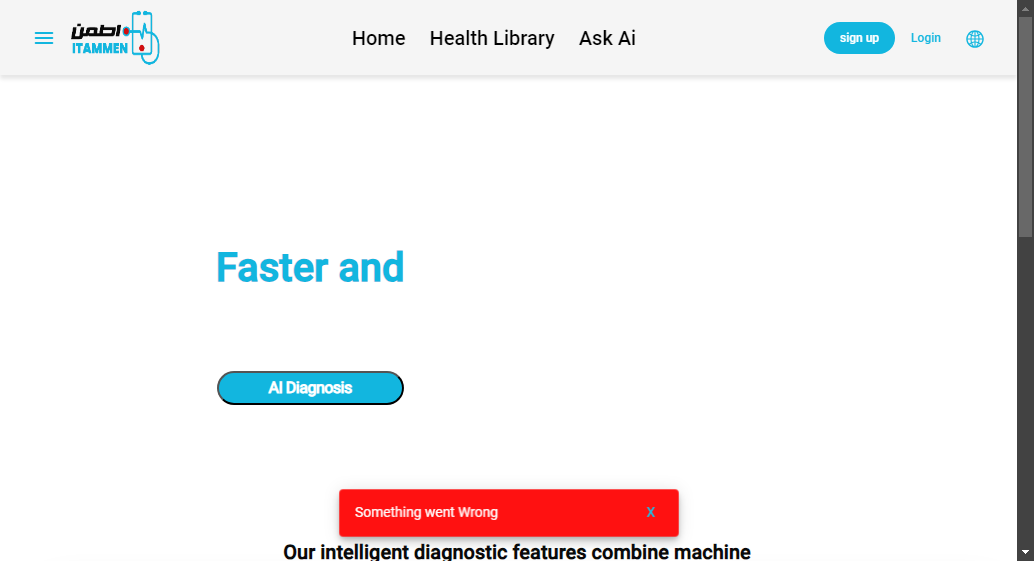 اطمن
ITAMMEN
Home Health Library Ask Ai
sign up Login
Faster and
AI Diagnosis
Something went Wrong X
Our intelligent diagnostic features combine machine